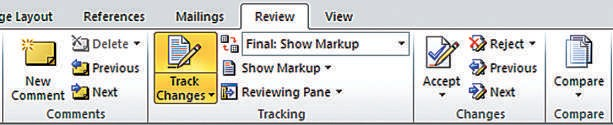 ge Layout References Mailings Review View
New Comment
Delete
Previous
Next
Comments
Track Changes
Final: Show Markup
Show Markup
Reviewing Pane
Tracking
Accept
Reject
Previous
Next
Changes
Compare
Compare